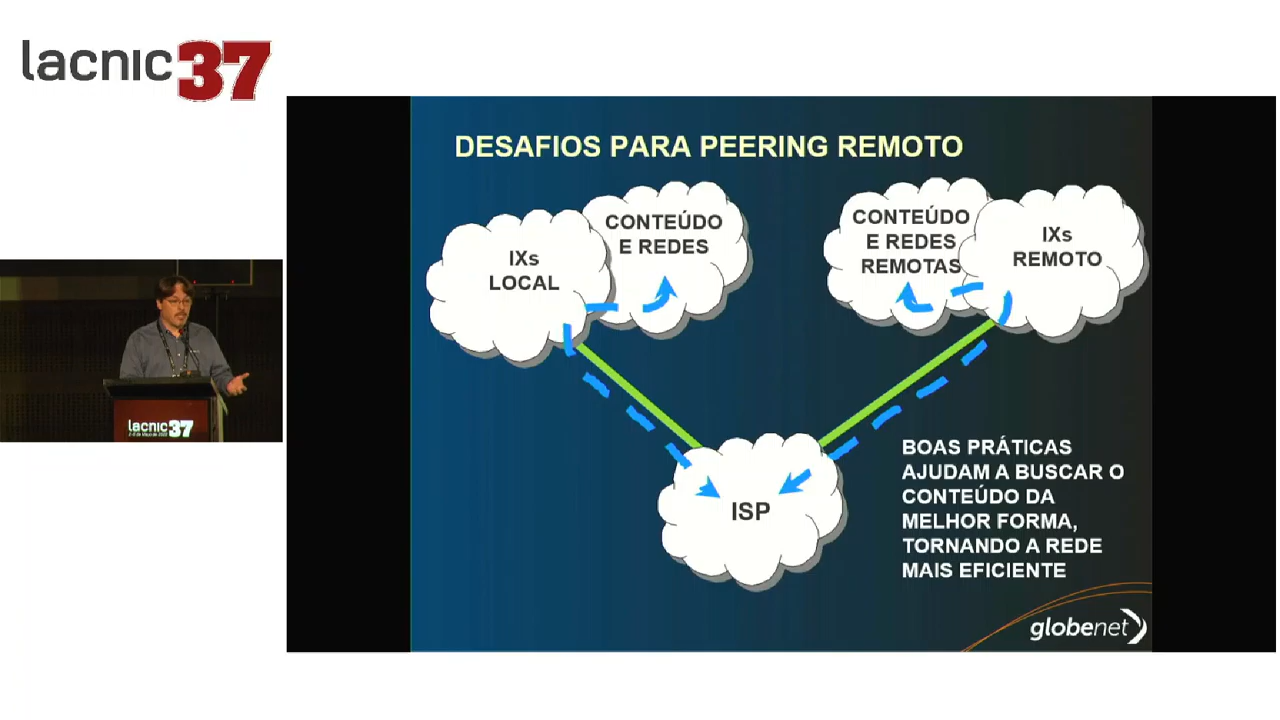 lacnic37
DESAFIOS PARA PEERING REMOTO
IXs
LOCAL
CONTEÚDO
E REDES
CONTEÚDO
E REDES
REMOTAS
IXs
REMOTO
ISP
BOAS PRÁTICAS
AJUDAM A BUSCAR O
CONTEÚDO DA
MELHOR FORMA,
TORNANDO A REDE
MAIS EFICIENTE
globenet
lacnic37